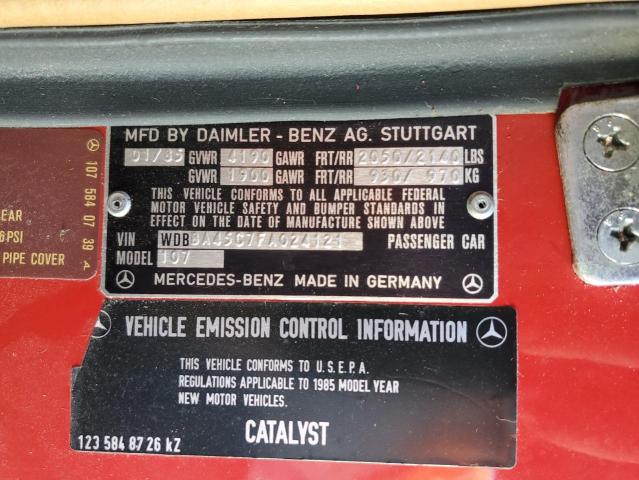 MFD BY DAIMLER - BENZ AG. STUTTGART
01/85 GVWR 4190 GAWR FRT/RR 2050/2140 LBS
GVWR 1900 GAWR FRT/RR 930/ 970 KG
THIS VEHICLE CONFORMS TO ALL APPLICABLE FEDERAL
MOTOR VEHICLE SAFETY AND BUMPER STANDARDS IN
EFFECT ON THE DATE OF MANUFACTURE SHOWN ABOVE
VIN WDBBA45C7FA024121 PASSENGER CAR
MODEL 107
MERCEDES-BENZ MADE IN GERMANY
107 584 07 39 4
EAR
6 PSI
PIPE COVER
VEHICLE EMISSION CONTROL INFORMATION
THIS VEHICLE CONFORMS TO U.S.E.P.A.
REGULATIONS APPLICABLE TO 1985 MODEL YEAR
NEW MOTOR VEHICLES.
CATALYST
123 584 87 26 kZ